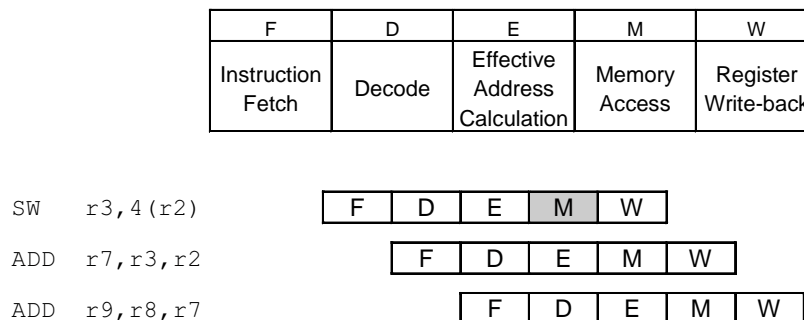 F D E M W
Instruction Fetch Decode Effective Address Calculation Memory Access Register Write-back
SW r3,4(r2) F D E M W
ADD r7,r3,r2 F D E M W
ADD r9,r8,r7 F D E M W